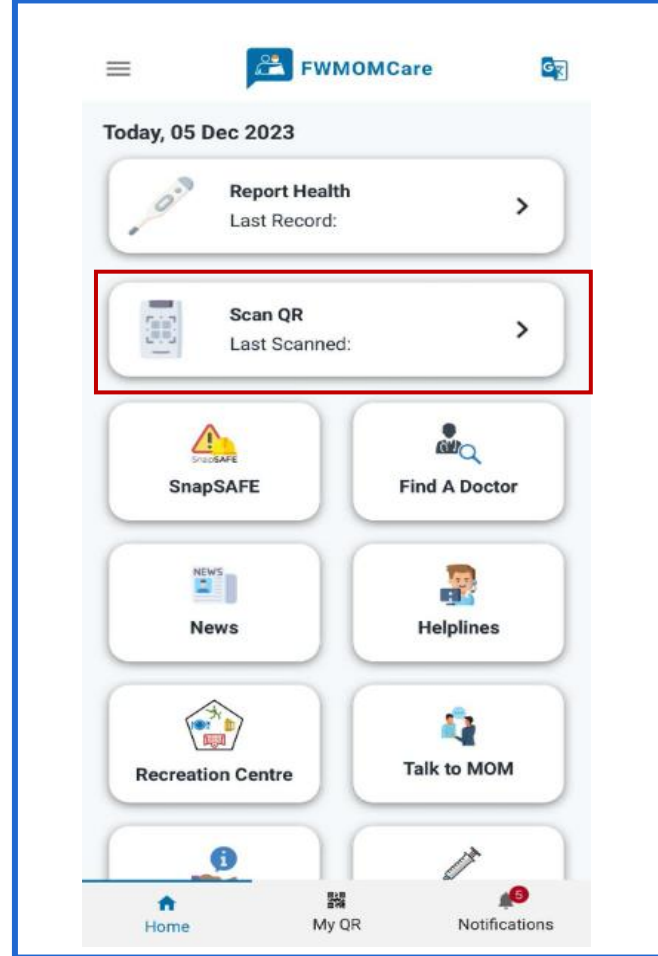 FWMOMCare
G
Today, 05 Dec 2023
Report Health
Last Record:
Scan QR
Last Scanned:
SnapSAFE
SnapSAFE
Find A Doctor
NEWS
News
Helplines
Recreation Centre
Talk to MOM
i
5
Home
My QR
Notifications